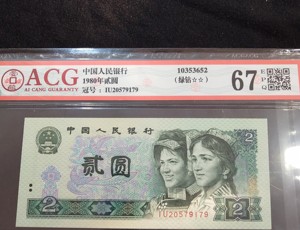 ACG
AI CANG GUARANTY
中国人民银行
1980年贰圆
冠号：IU20579179
10353652
(绿钻☆☆)
67 EPQ
中国人民银行
贰圆
2
IU20579179
2